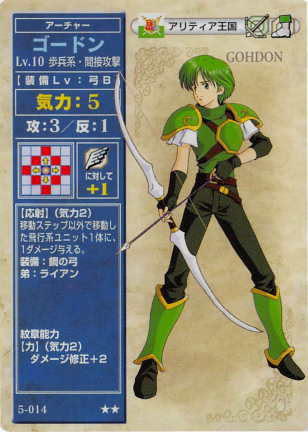 アーチャー
アリティア王国
ゴードン
GOHDON
Lv.10 歩兵系・間接攻撃
【装備Lv:弓B】
気力:5
攻:3/反:1
に対して
+1
【応射】(気力2)
移動ステップ以外で移動し
た飛行系ユニット1体に、
1ダメージ与える。
装備:鋼の弓
弟:ライアン
紋章能力
【力】(気力2)
ダメージ修正+2
5-014
★★